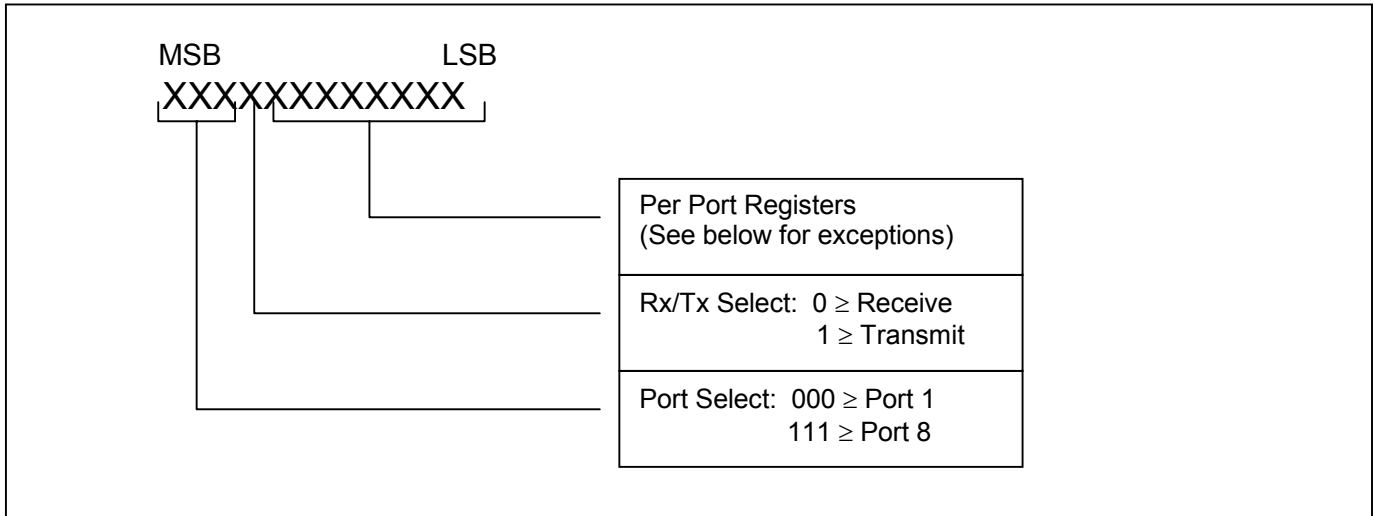 MSB LSB
XXXXXXXXXXXX
Per Port Registers
(See below for exceptions)
Rx/Tx Select: 0 ≥ Receive
1 ≥ Transmit
Port Select: 000 ≥ Port 1
111 ≥ Port 8